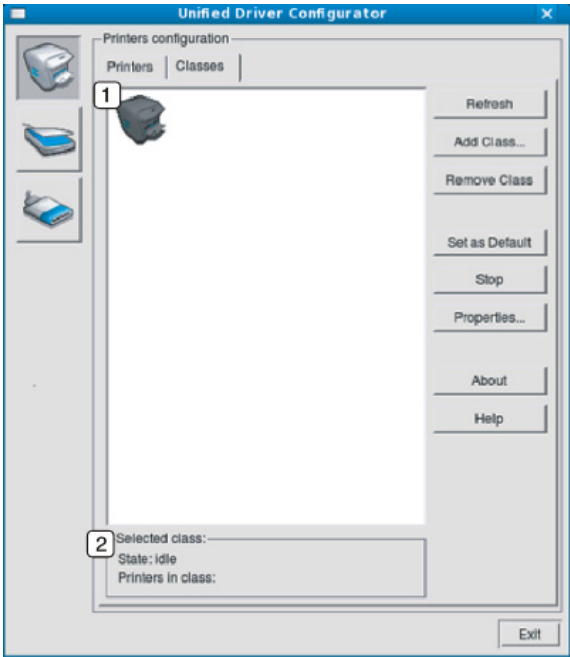 Unified Driver Configurator
Printers configuration
Printers
Classes
1
Refresh
Add Class...
Remove Class
Set as Default
Stop
Properties...
About
Help
2
Selected class:
State: idle
Printers in class:
Exit